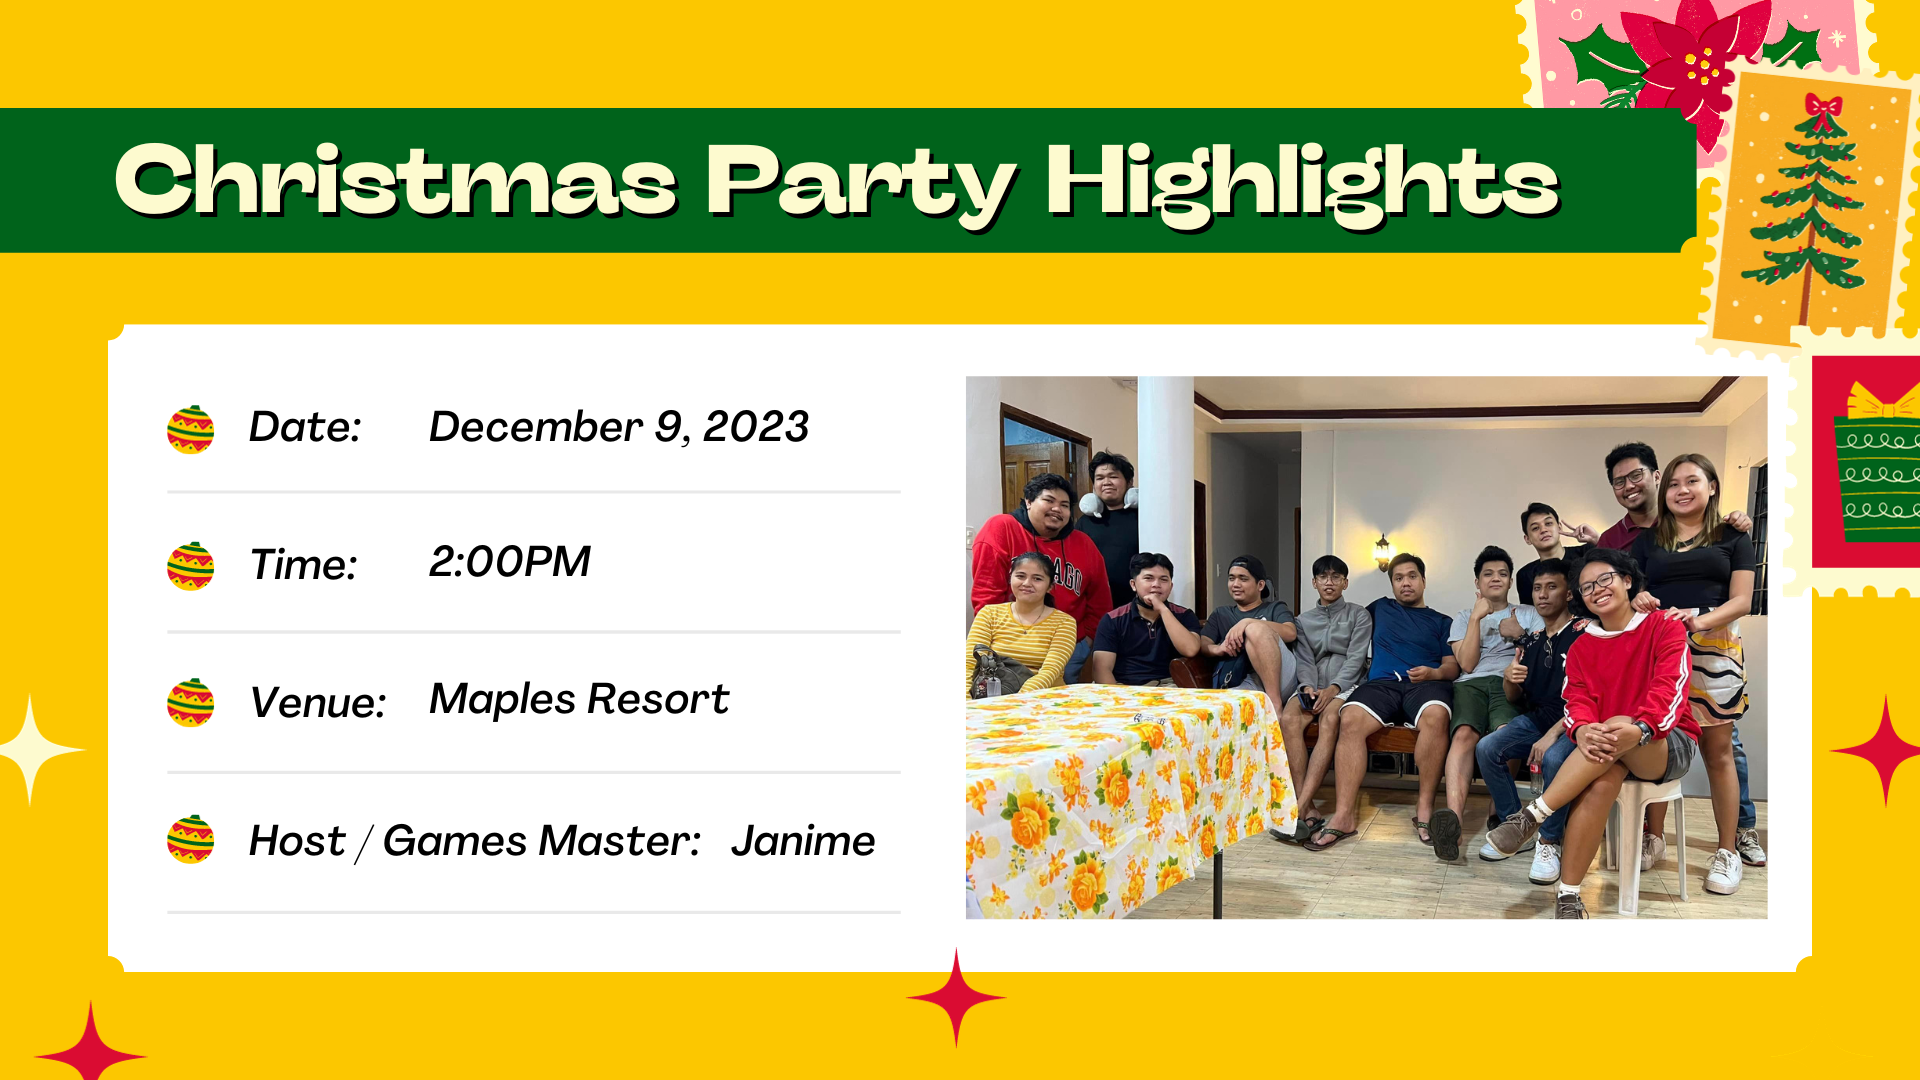 Christmas Party Highlights
Date: December 9, 2023
Time: 2:00PM
Venue: Maples Resort
Host / Games Master: Janime